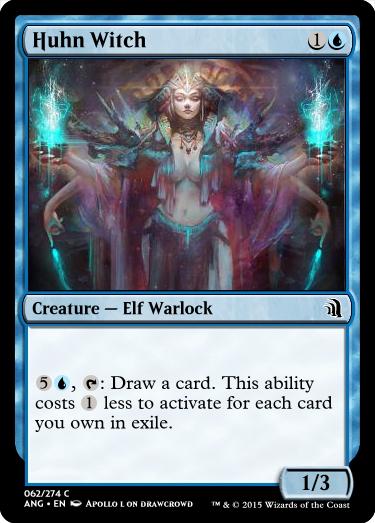 Huhn Witch 1
Creature — Elf Warlock
5 , : Draw a card. This ability
costs 1 less to activate for each card
you own in exile.
1/3
062/274 C
ANG • EN Apollo l on drawcrowd ™ & © 2015 Wizards of the Coast